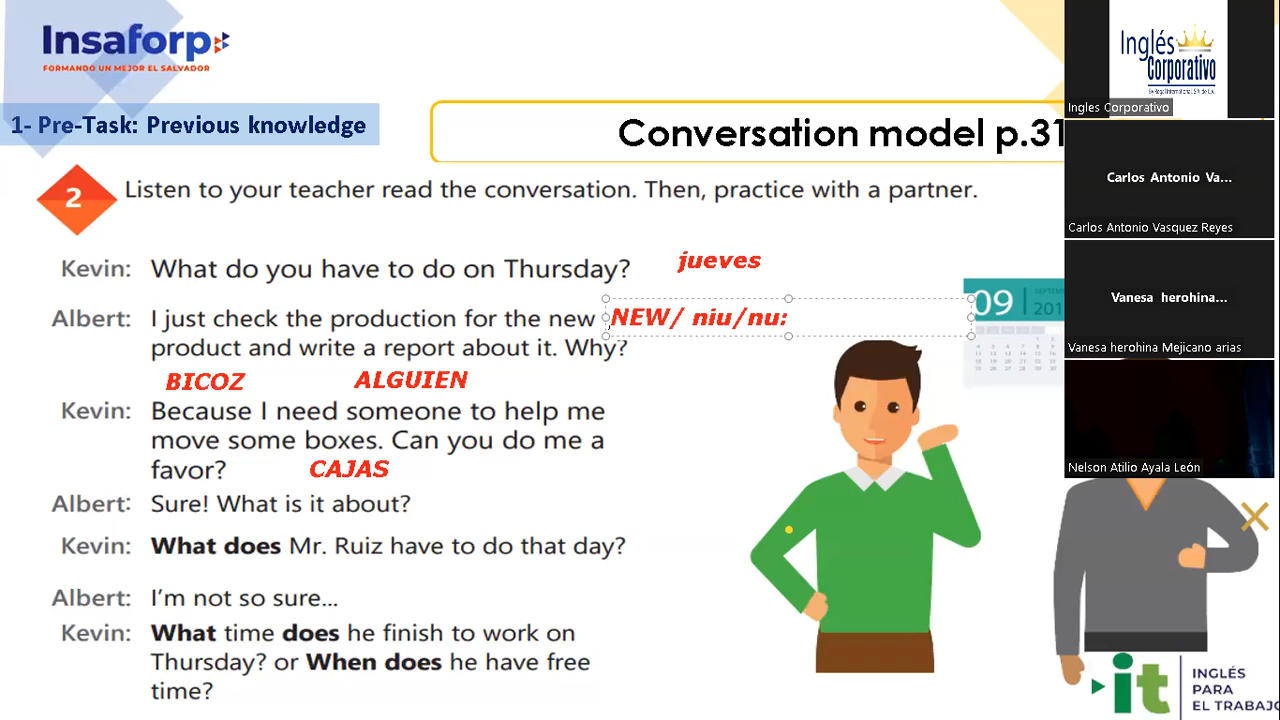 Insaforp
FORMANDO UN MEJOR EL SALVADOR
1- Pre-Task: Previous knowledge
Conversation model p.31
2
Listen to your teacher read the conversation. Then, practice with a partner.
Kevin: What do you have to do on Thursday?
jueves
Albert: I just check the production for the new
NEW/ niu/nu:
product and write a report about it. Why?
BICOZ ALGUIEN
Kevin: Because I need someone to help me
move some boxes. Can you do me a
favor?
CAJAS
Albert: Sure! What is it about?
Kevin: What does Mr. Ruiz have to do that day?
Albert: I'm not so sure...
Kevin: What time does he finish to work on
Thursday? or When does he have free
time?
09
201
Inglés
Corporativo
Ingles Corporativo
Carlos Antonio Va...
Carlos Antonio Vasquez Reyes
Vanesa herohina...
Vanesa herohina Mejicano arias
Nelson Atilio Ayala León
it
INGLÉS
PARA
EL TRABAJO